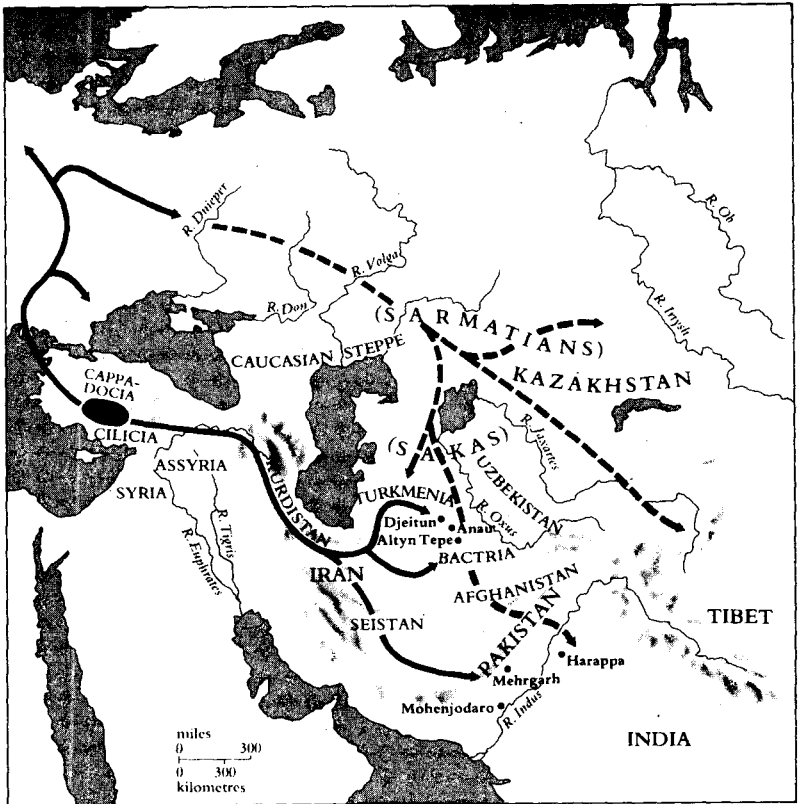 R. Ob
R. Dnieper
R. Volga
R. Irtysh
R. Don
(SARMATIANS)
CAUCASIAN STEPPE
CAPPA-
DOCIA
KAZAKHSTAN
CILICIA
R. Jaxartes
(SAKAS)
ASSYRIA
KURDISTAN
UZBEKISTAN
SYRIA
TURKMENIA
R. Oxus
R. Tigris
Djeitun
Anau
R. Euphrates
Altyn Tepe
BACTRIA
IRAN
AFGHANISTAN
TIBET
SEISTAN
PAKISTAN
Harappa
Mehrgarh
Mohenjodaro
R. Indus
INDIA
miles
0 300
0 300
kilometres